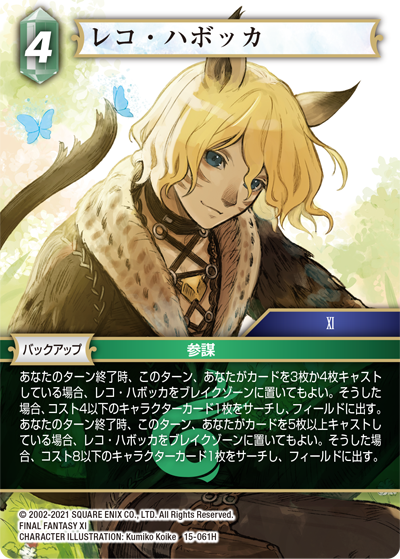 4
レコ・ハボッカ
XI
バックアップ
参謀
あなたのターン終了時、このターン、あなたがカードを3枚か4枚キャスト
している場合、レコ・ハボッカをブレイクゾーンに置いてもよい。そうした
場合、コスト4以下のキャラクターカード1枚をサーチし、フィールドに出す。
あなたのターン終了時、このターン、あなたがカードを5枚以上キャストし
ている場合、レコ・ハボッカをブレイクゾーンに置いてもよい。そうした場
合、コスト8以下のキャラクターカード1枚をサーチし、フィールドに出す。
© 2002-2021 SQUARE ENIX CO., LTD. All Rights Reserved.
FINAL FANTASY XI
CHARACTER ILLUSTRATION: Kumiko Koike 15-061H